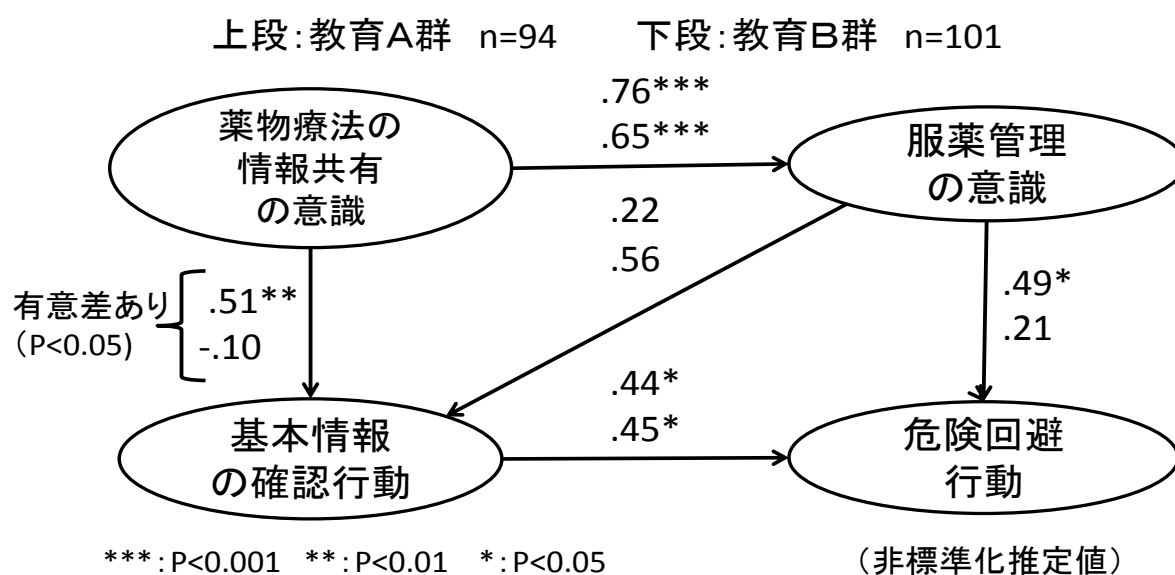 上段:教育A群 n=94 下段:教育B群 n=101
薬物療法の
情報共有
の意識
.76***
.65***
服薬管理
の意識
.22
.56
有意差あり
(P<0.05)
.51**
-.10
.49*
.21
.44*
.45*
基本情報
の確認行動
危険回避
行動
***:P<0.001 **:P<0.01 *:P<0.05
(非標準化推定値)